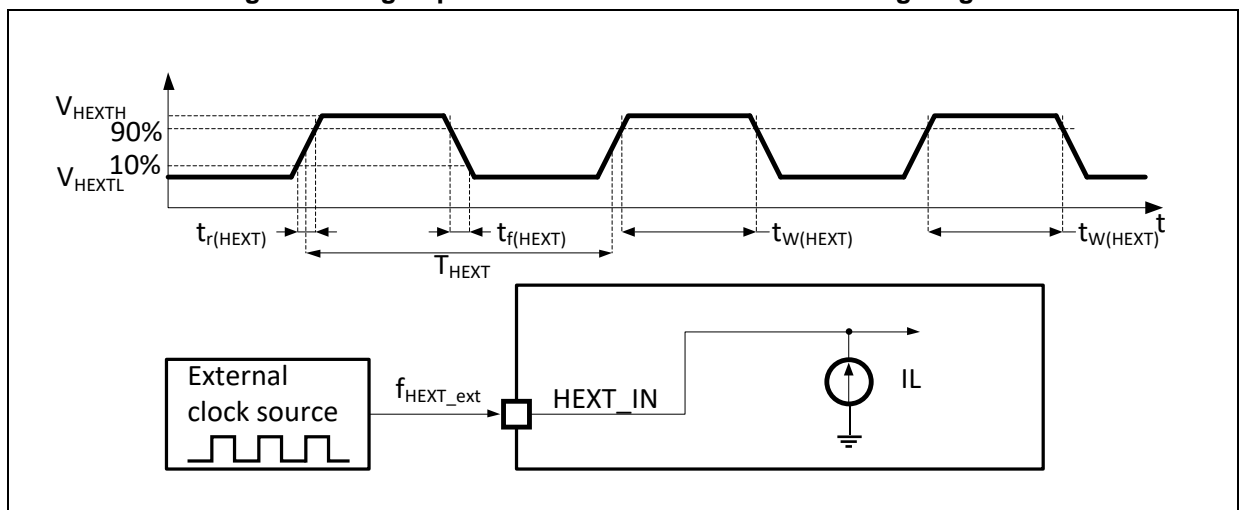 V_HEXTH
90%
10%
V_HEXTL
t_r(HEXT) t_f(HEXT) t_W(HEXT) t_W(HEXT) t
T_HEXT
External
clock source
f_HEXT_ext
HEXT_IN
IL